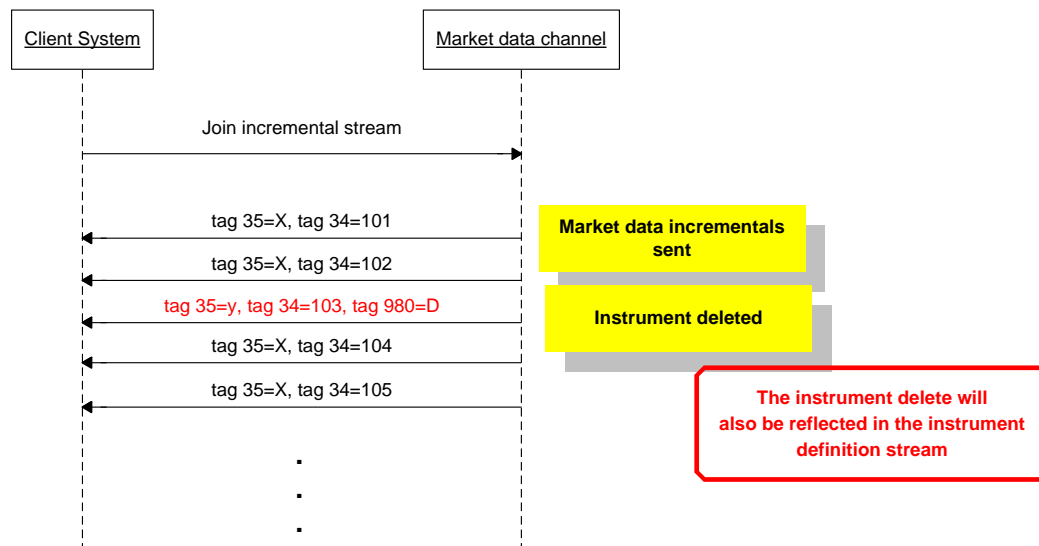 Client System
Market data channel
Join incremental stream
tag 35=X, tag 34=101
Market data incrementals
sent
tag 35=X, tag 34=102
tag 35=y, tag 34=103, tag 980=D
Instrument deleted
tag 35=X, tag 34=104
tag 35=X, tag 34=105
The instrument delete will
also be reflected in the instrument
definition stream
.
.
.